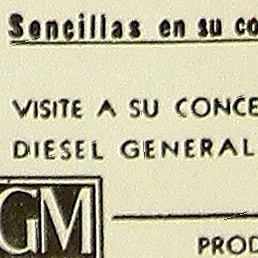 Sencillas en su co
VISITE A SU CONCE
DIESEL GENERAL
GM
PROD